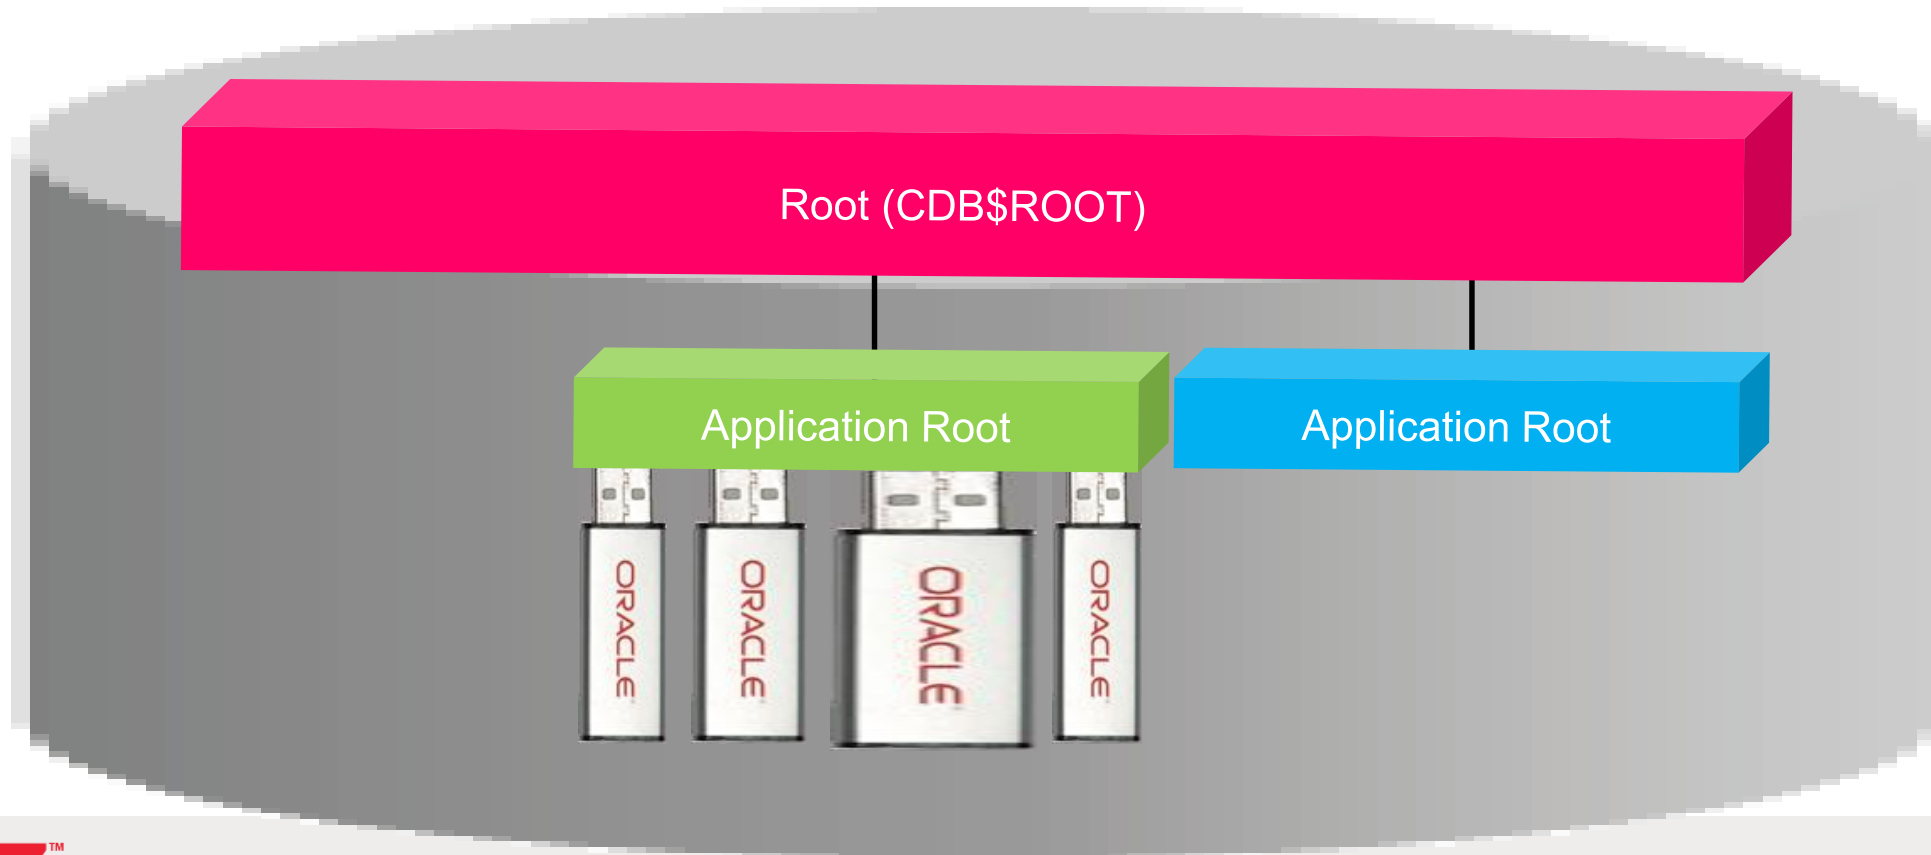 Root (CDB$ROOT)
Application Root
Application Root
ORACLE
ORACLE
ORACLE
ORACLE
TM